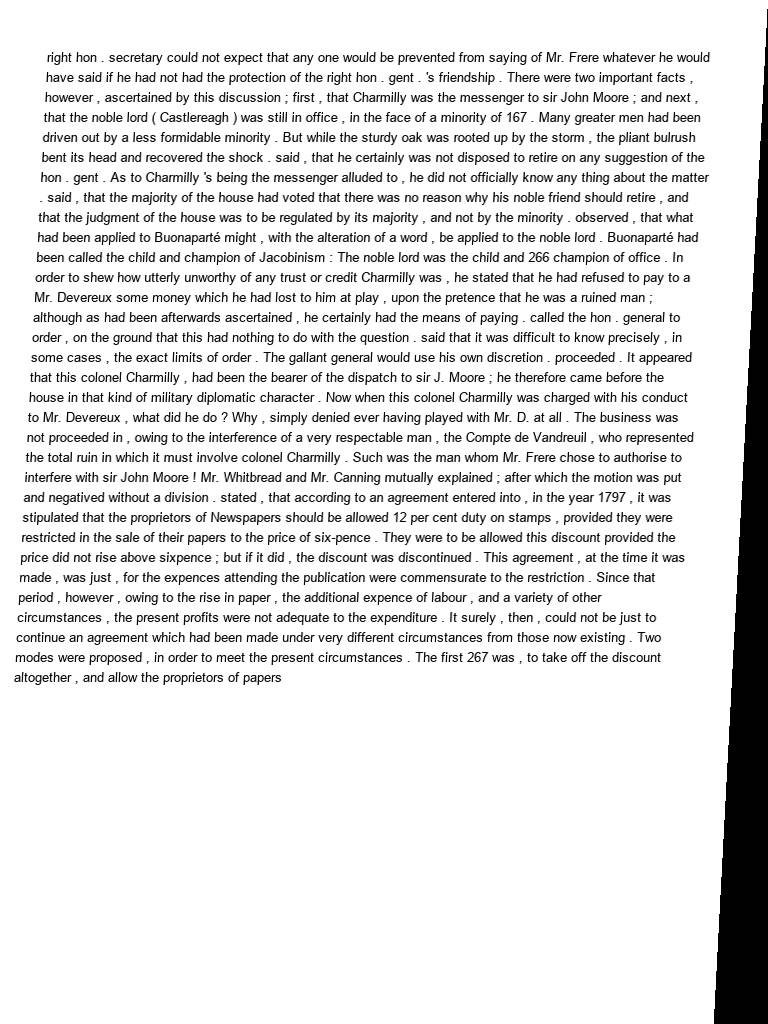 right hon . secretary could not expect that any one would be prevented from saying of Mr. Frere whatever he would
have said if he had not had the protection of the right hon . gent . 's friendship . There were two important facts ,
however , ascertained by this discussion ; first , that Charmilly was the messenger to sir John Moore ; and next ,
that the noble lord ( Castlereagh ) was still in office , in the face of a minority of 167 . Many greater men had been
driven out by a less formidable minority . But while the sturdy oak was rooted up by the storm , the pliant bulrush
bent its head and recovered the shock . said , that he certainly was not disposed to retire on any suggestion of the
hon . gent . As to Charmilly 's being the messenger alluded to , he did not officially know any thing about the matter
. said , that the majority of the house had voted that there was no reason why his noble friend should retire , and
that the judgment of the house was to be regulated by its majority , and not by the minority . observed , that what
had been applied to Buonaparté might , with the alteration of a word , be applied to the noble lord . Buonaparté had
been called the child and champion of Jacobinism : The noble lord was the child and 266 champion of office . In
order to shew how utterly unworthy of any trust or credit Charmilly was , he stated that he had refused to pay to a
Mr. Devereux some money which he had lost to him at play , upon the pretence that he was a ruined man ;
although as had been afterwards ascertained , he certainly had the means of paying . called the hon . general to
order , on the ground that this had nothing to do with the question . said that it was difficult to know precisely , in
some cases , the exact limits of order . The gallant general would use his own discretion . proceeded . It appeared
that this colonel Charmilly , had been the bearer of the dispatch to sir J. Moore ; he therefore came before the
house in that kind of military diplomatic character . Now when this colonel Charmilly was charged with his conduct
to Mr. Devereux , what did he do ? Why , simply denied ever having played with Mr. D. at all . The business was
not proceeded in , owing to the interference of a very respectable man , the Compte de Vandreuil , who represented
the total ruin in which it must involve colonel Charmilly . Such was the man whom Mr. Frere chose to authorise to
interfere with sir John Moore ! Mr. Whitbread and Mr. Canning mutually explained ; after which the motion was put
and negatived without a division . stated , that according to an agreement entered into , in the year 1797 , it was
stipulated that the proprietors of Newspapers should be allowed 12 per cent duty on stamps , provided they were
restricted in the sale of their papers to the price of six-pence . They were to be allowed this discount provided the
price did not rise above sixpence ; but if it did , the discount was discontinued . This agreement , at the time it was
made , was just , for the expences attending the publication were commensurate to the restriction . Since that
period , however , owing to the rise in paper , the additional expence of labour , and a variety of other
circumstances , the present profits were not adequate to the expenditure . It surely , then , could not be just to
continue an agreement which had been made under very different circumstances from those now existing . Two
modes were proposed , in order to meet the present circumstances . The first 267 was , to take off the discount
altogether , and allow the proprietors of papers